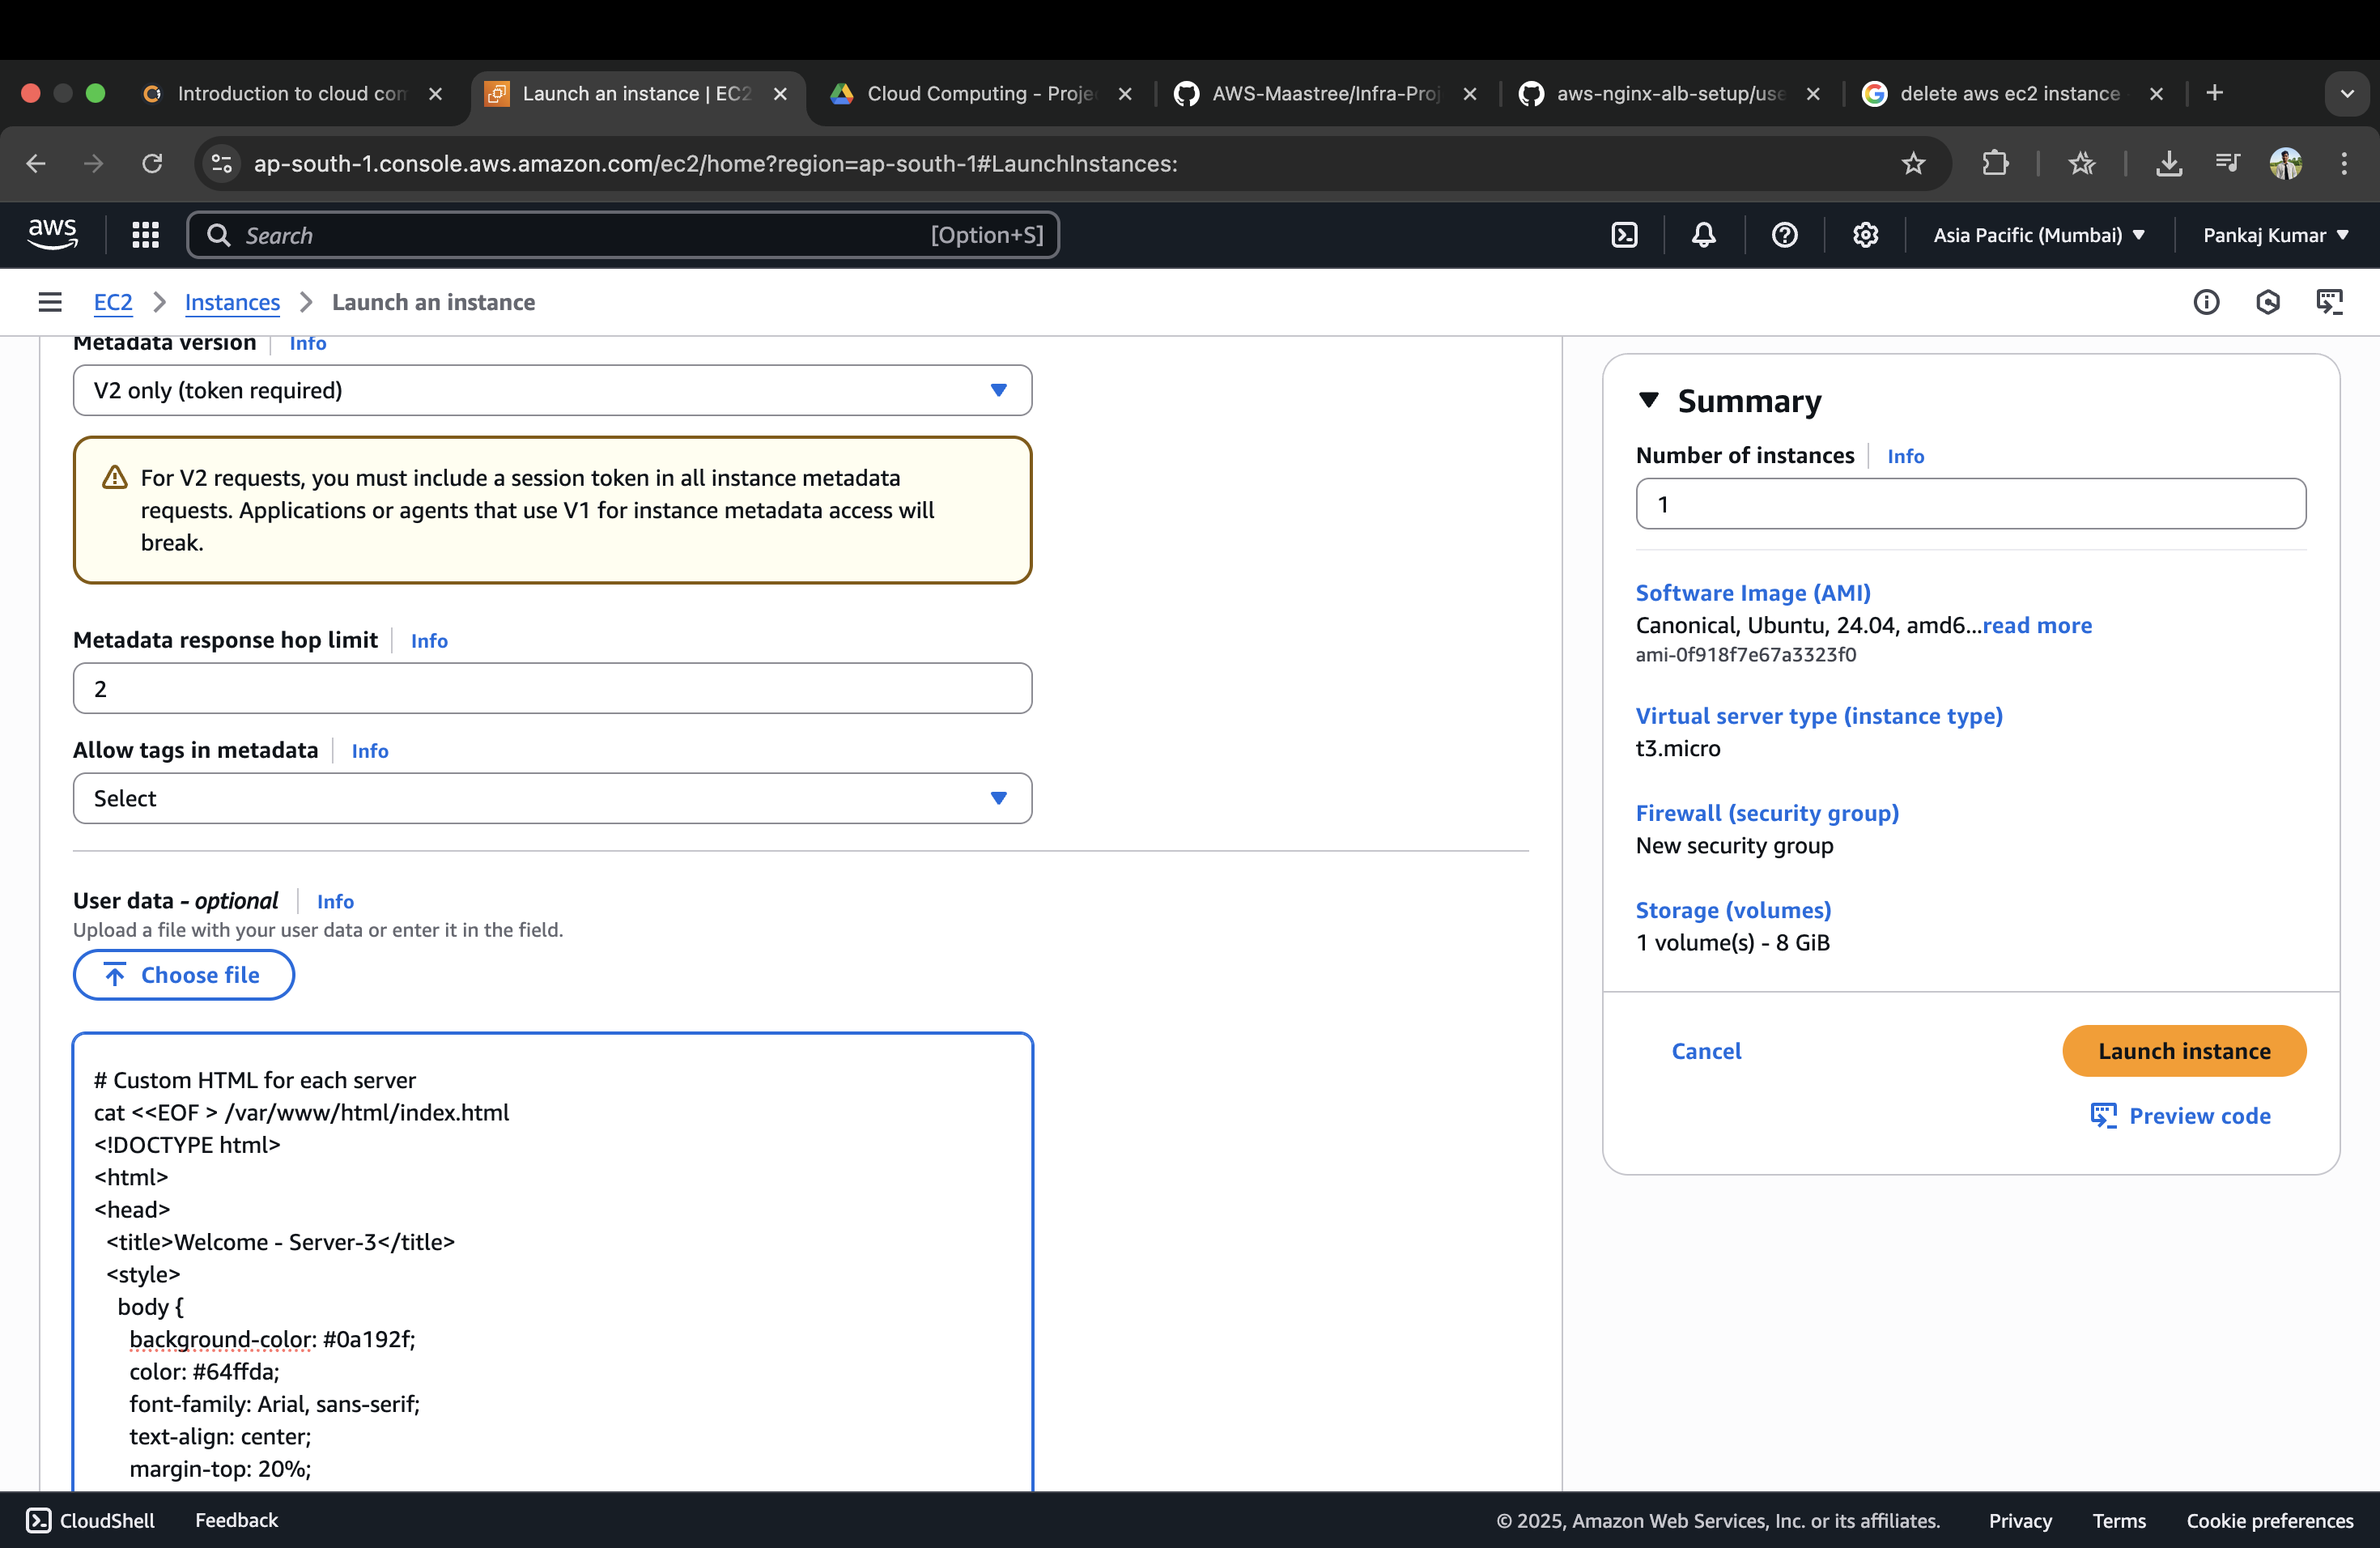 Introduction to cloud con
Launch an instance | EC2
Cloud Computing - Proje
AWS-Maastree/Infra-Proj
aws-nginx-alb-setup/use
delete aws ec2 instance
ap-south-1.console.aws.amazon.com/ec2/home?region=ap-south-1#LaunchInstances:
aws
Search
[Option+S]
Asia Pacific (Mumbai)
Pankaj Kumar
EC2
Instances
Launch an instance
Metadata version
Info
V2 only (token required)
For V2 requests, you must include a session token in all instance metadata
requests. Applications or agents that use V1 for instance metadata access will
break.
Metadata response hop limit
Info
2
Allow tags in metadata
Info
Select
User data - optional
Info
Upload a file with your user data or enter it in the field.
Choose file
# Custom HTML for each server
cat <<EOF > /var/www/html/index.html
<!DOCTYPE html>
<html>
<head>
<title>Welcome - Server-3</title>
<style>
body {
background-color: #0a192f;
color: #64ffda;
font-family: Arial, sans-serif;
text-align: center;
margin-top: 20%;
Summary
Number of instances
Info
1
Software Image (AMI)
Canonical, Ubuntu, 24.04, amd6...read more
ami-0f918f7e67a3323f0
Virtual server type (instance type)
t3.micro
Firewall (security group)
New security group
Storage (volumes)
1 volume(s) - 8 GiB
Cancel
Launch instance
Preview code
CloudShell
Feedback
© 2025, Amazon Web Services, Inc. or its affiliates.
Privacy
Terms
Cookie preferences